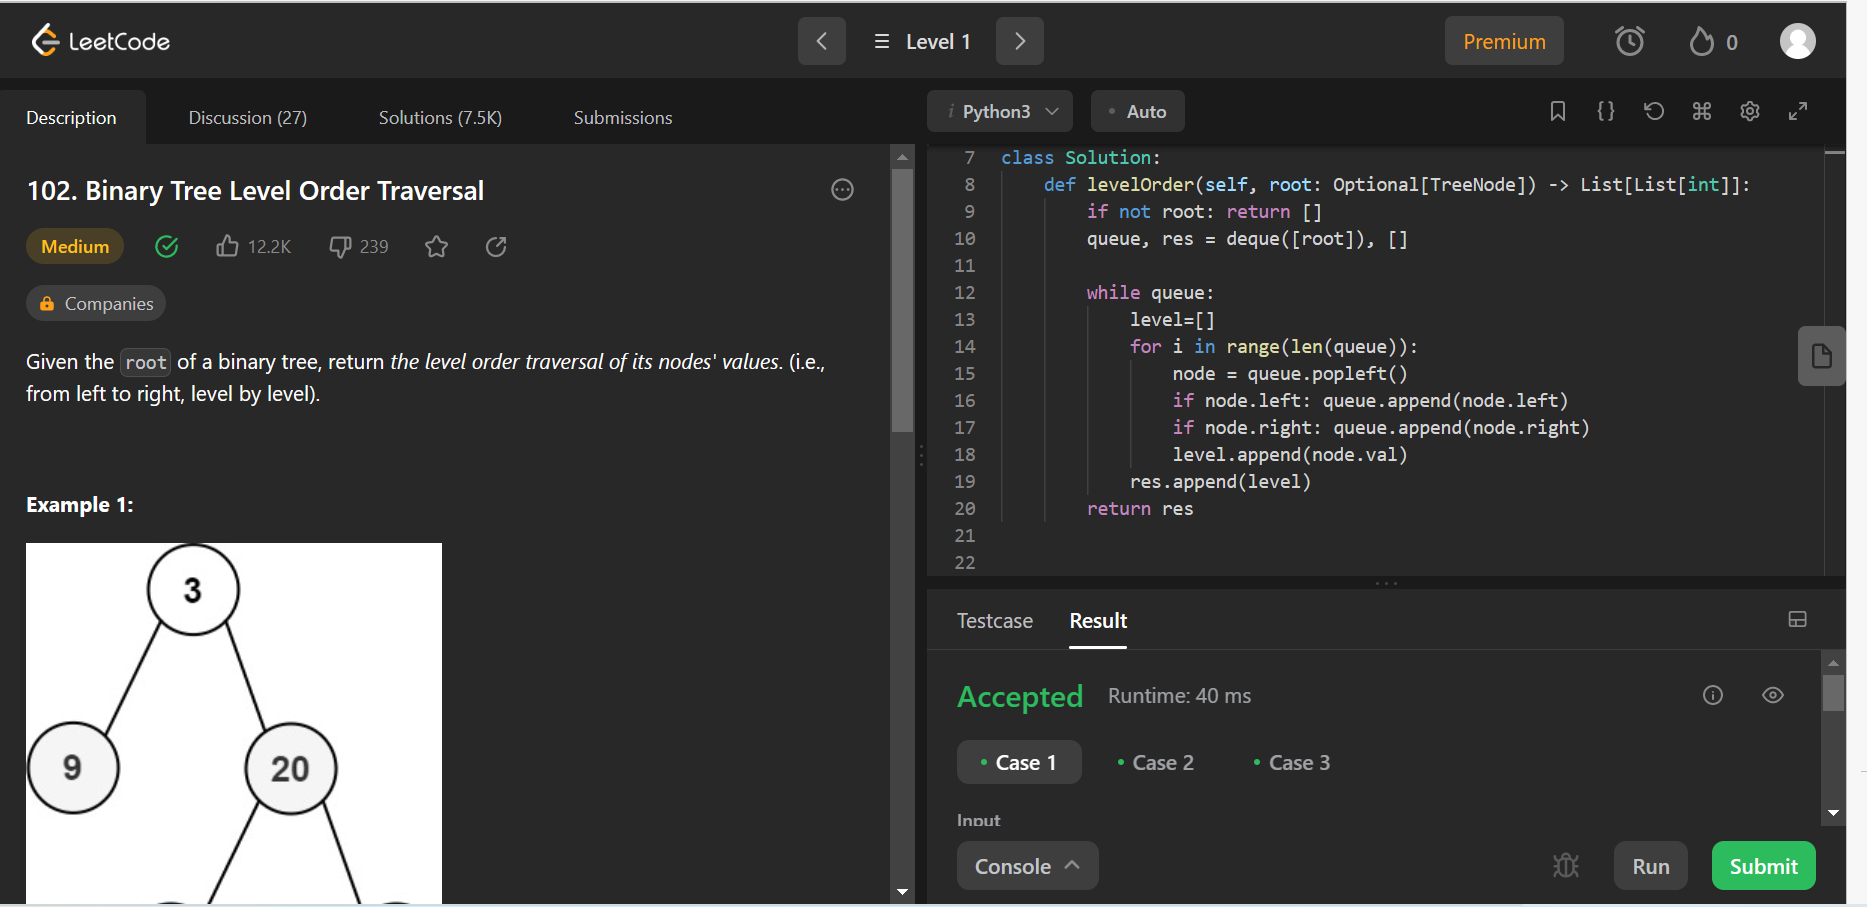 LeetCode
Level 1
Premium
0
Description
Discussion (27)
Solutions (7.5K)
Submissions
102. Binary Tree Level Order Traversal
Medium
12.2K
239
Companies
Given the root of a binary tree, return the level order traversal of its nodes' values. (i.e.,
from left to right, level by level).
Example 1:
3
9
20
i Python3
Auto
7 class Solution:
8 def levelOrder(self, root: Optional[TreeNode]) -> List[List[int]]:
9 if not root: return []
10 queue, res = deque([root]), []
11
12 while queue:
13 level=[]
14 for i in range(len(queue)):
15 node = queue.popleft()
16 if node.left: queue.append(node.left)
17 if node.right: queue.append(node.right)
18 level.append(node.val)
19 res.append(level)
20 return res
21
22
Testcase
Result
Accepted
Runtime: 40 ms
Case 1
Case 2
Case 3
Input
Console
Run
Submit